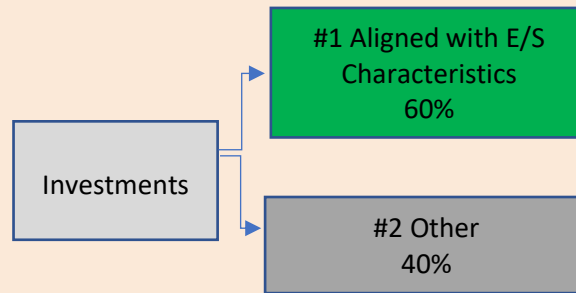 #1 Aligned with E/S
Characteristics
60%
Investments
#2 Other
40%